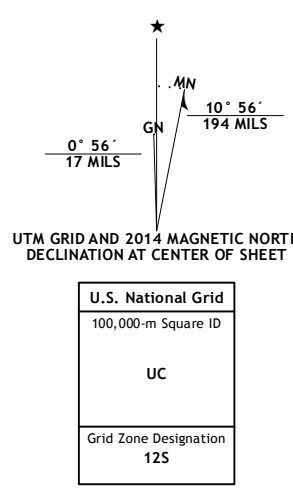 ★
MN
GN
10° 56´
194 MILS
0° 56´
17 MILS
UTM GRID AND 2014 MAGNETIC NORTH
DECLINATION AT CENTER OF SHEET
U.S. National Grid
100,000-m Square ID
UC
Grid Zone Designation
12S